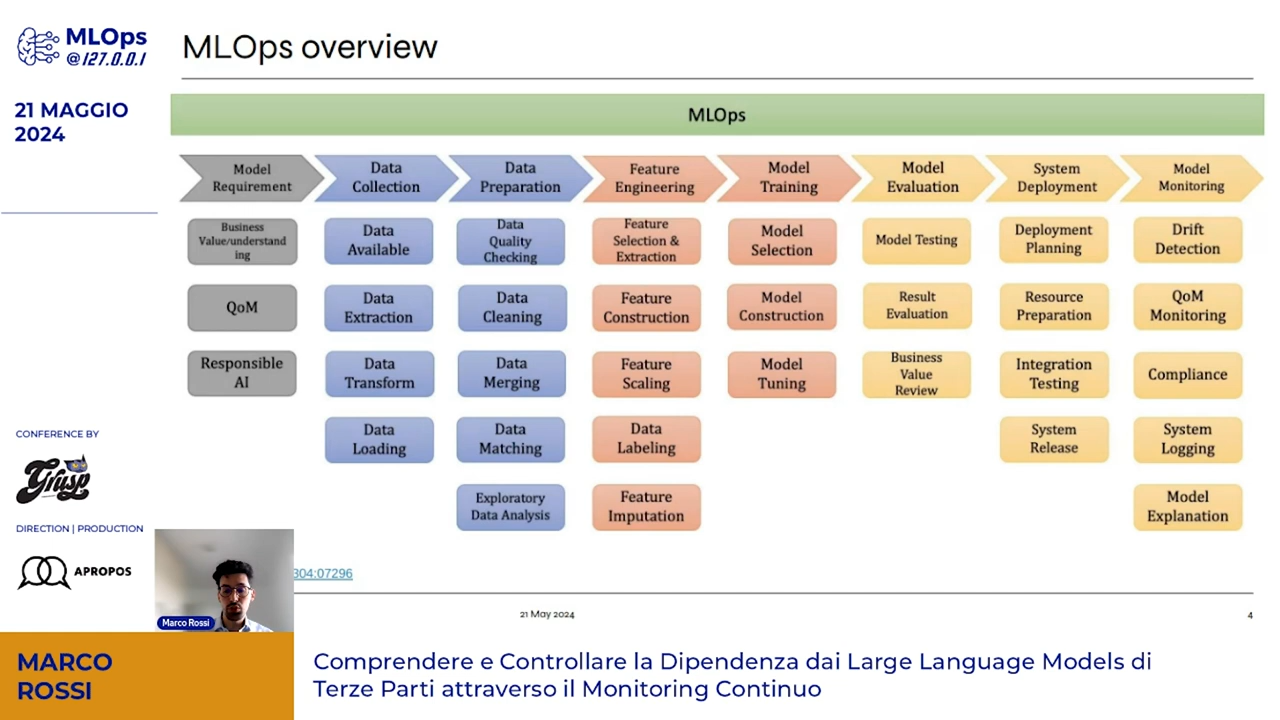 MLOps
@127.0.0.1
21 MAGGIO
2024
MLOps overview
MLOps
Model
Requirement
Data
Collection
Data
Preparation
Feature
Engineering
Model
Training
Model
Evaluation
System
Deployment
Model
Monitoring
Business
Value/understand
ing
QoM
Responsible
AI
Data
Available
Data
Extraction
Data
Transform
Data
Loading
Data
Quality
Checking
Data
Cleaning
Data
Merging
Data
Matching
Exploratory
Data Analysis
Feature
Selection &
Extraction
Feature
Construction
Feature
Scaling
Data
Labeling
Feature
Imputation
Model
Selection
Model
Construction
Model
Tuning
Model Testing
Result
Evaluation
Business
Value
Review
Deployment
Planning
Resource
Preparation
Integration
Testing
System
Release
Drift
Detection
QoM
Monitoring
Compliance
System
Logging
Model
Explanation
CONFERENCE BY
Grusp
DIRECTION | PRODUCTION
APROPOS
304:07296
21 May 2024
4
Marco Rossi
MARCO
ROSSI
Comprendere e Controllare la Dipendenza dai Large Language Models di
Terze Parti attraverso il Monitoring Continuo